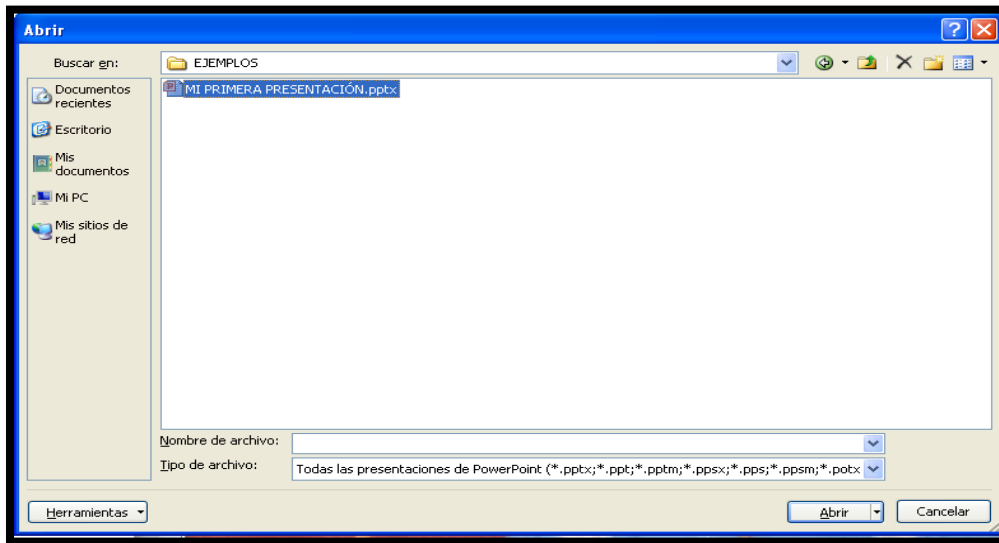 Abrir
Buscar en:
EJEMPLOS
Documentos
recientes
Escritorio
Mis
documentos
Mi PC
Mis sitios de
red
MI PRIMERA PRESENTACIÓN.pptx
Nombre de archivo:
Tipo de archivo:
Todas las presentaciones de PowerPoint (*.pptx;*.ppt;*.pptm;*.ppsx;*.pps;*.ppsm;*.potx
Herramientas
Abrir
Cancelar